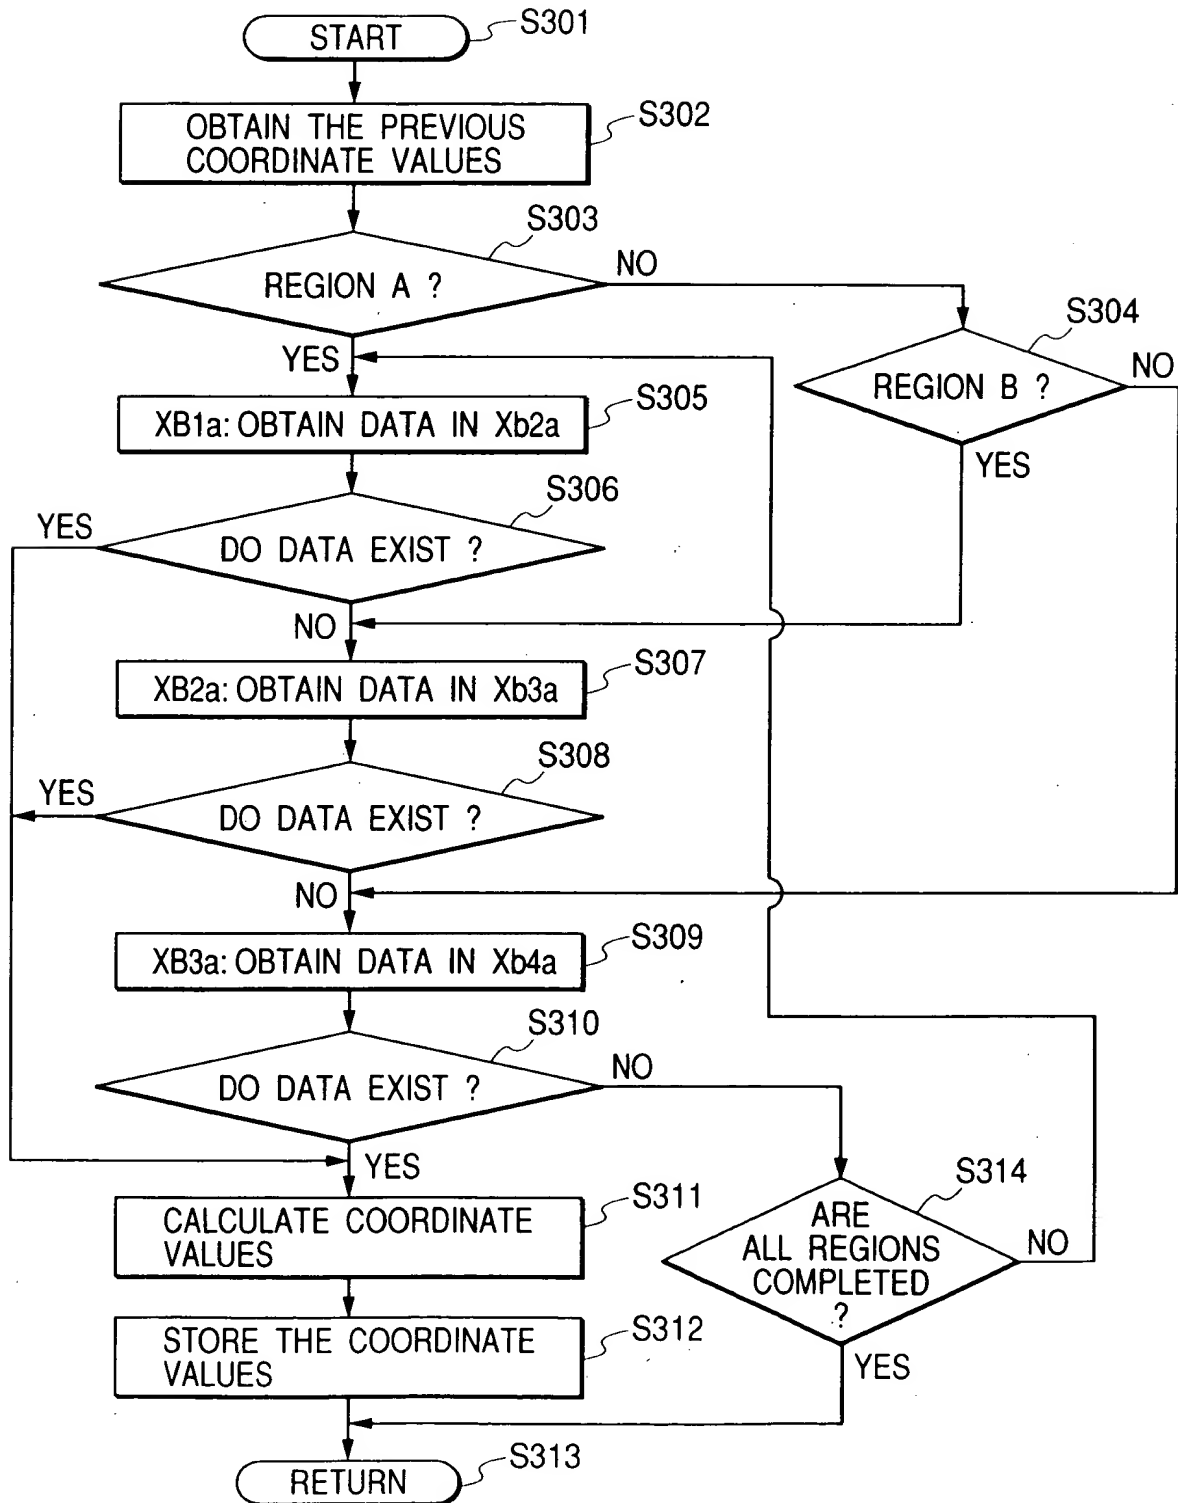 START
S301
OBTAIN THE PREVIOUS
COORDINATE VALUES
S302
S303
REGION A ?
NO
YES
S304
REGION B ?
NO
YES
XB1a: OBTAIN DATA IN Xb2a
S305
S306
YES
DO DATA EXIST ?
NO
XB2a: OBTAIN DATA IN Xb3a
S307
S308
YES
DO DATA EXIST ?
NO
XB3a: OBTAIN DATA IN Xb4a
S309
S310
DO DATA EXIST ?
NO
YES
S314
ARE
ALL REGIONS
COMPLETED
?
NO
YES
CALCULATE COORDINATE
VALUES
S311
STORE THE COORDINATE
VALUES
S312
RETURN
S313